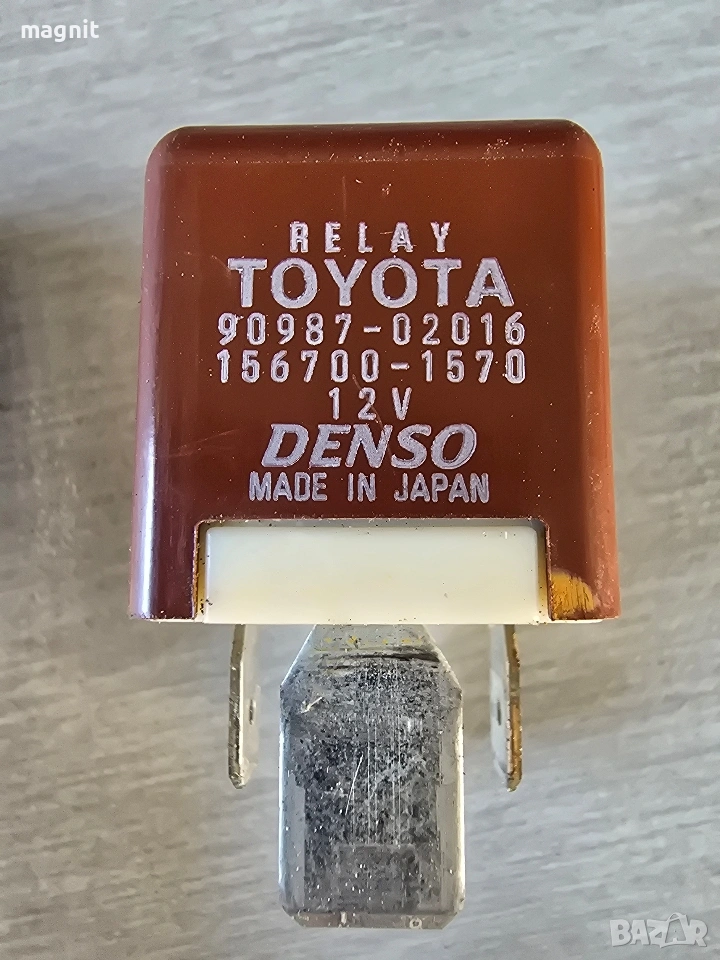 magnit
RELAY
TOYOTA
90987-02016
156700-1570
12V
DENSO
MADE IN JAPAN
BAZAR